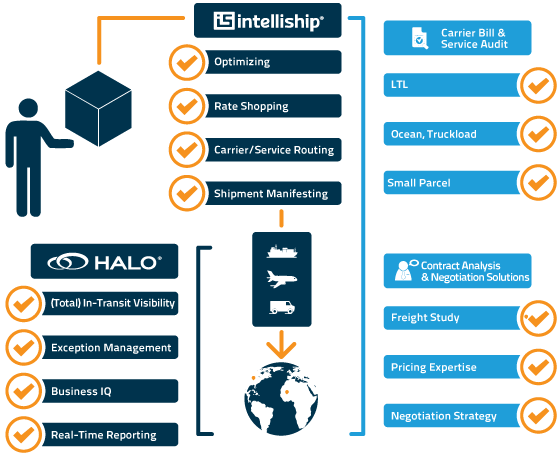 intelliship®
Optimizing
Rate Shopping
Carrier/Service Routing
Shipment Manifesting
HALO®
(Total) In-Transit Visibility
Exception Management
Business IQ
Real-Time Reporting
Carrier Bill &
Service Audit
LTL
Ocean, Truckload
Small Parcel
Contract Analysis
& Negotiation Solutions
Freight Study
Pricing Expertise
Negotiation Strategy